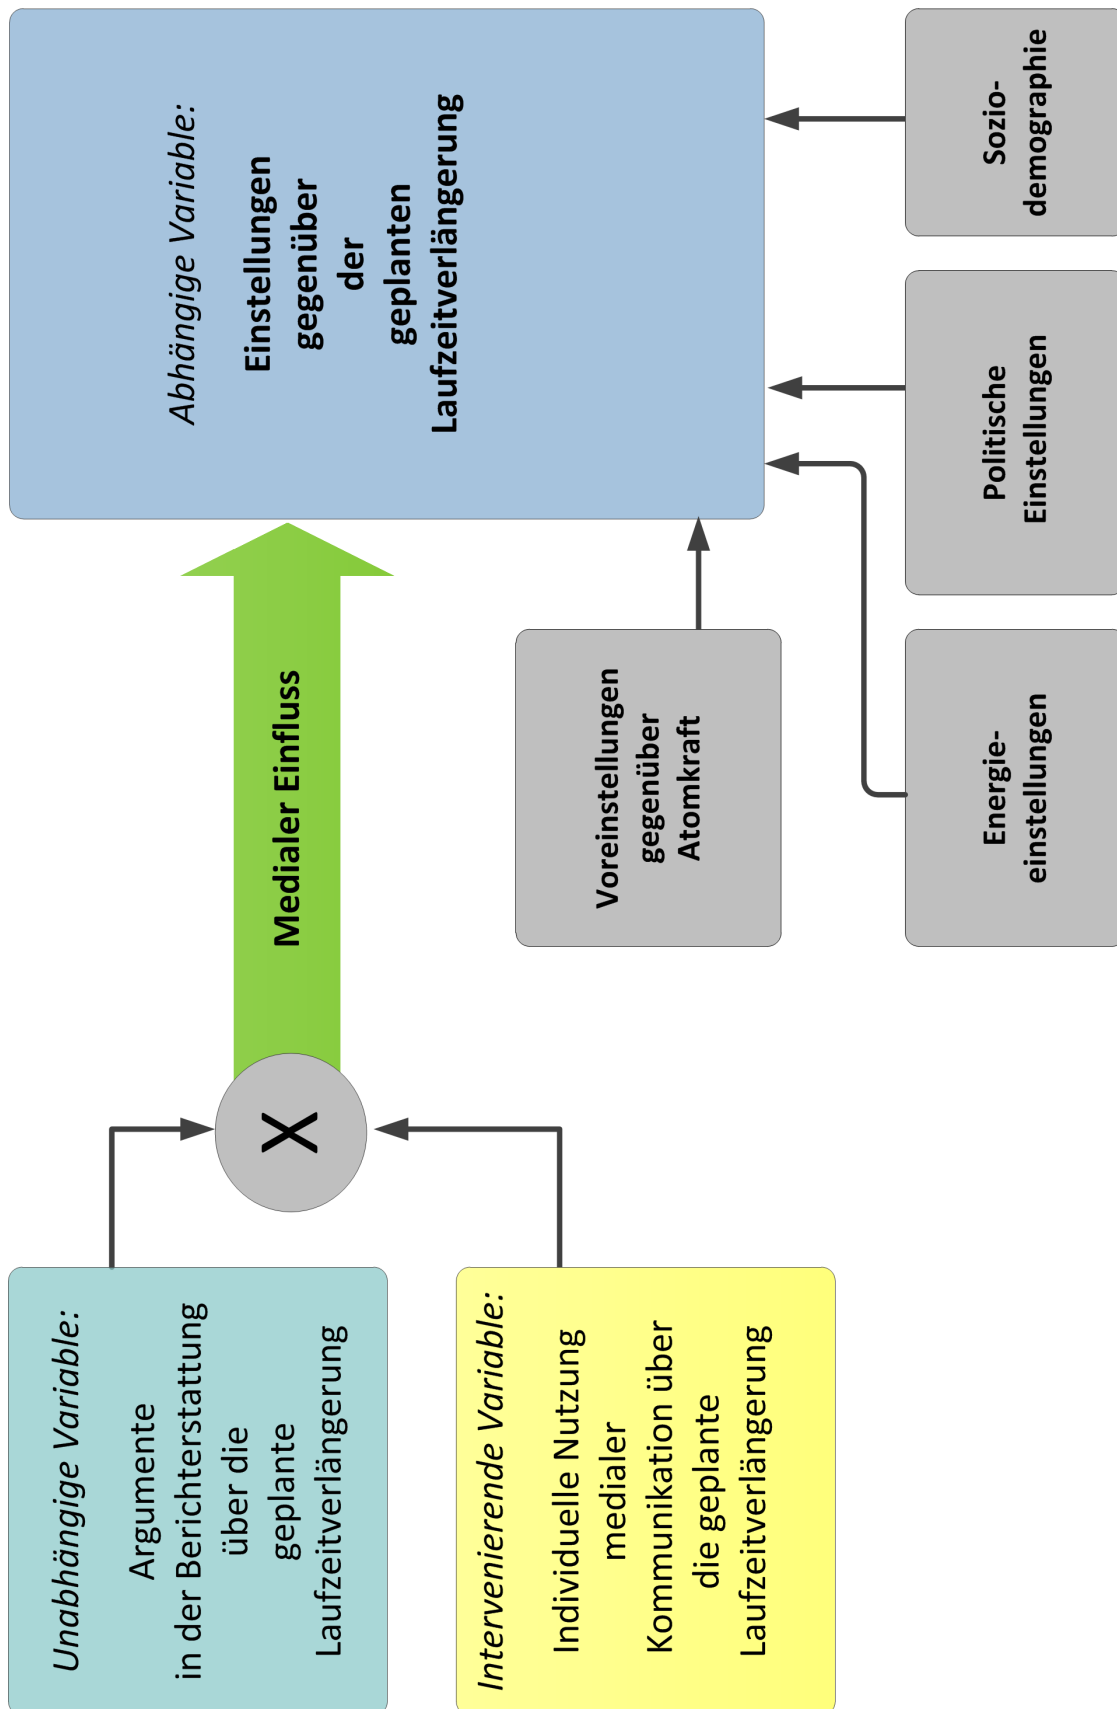 Unabhängige Variable:
Argumente
in der Berichterstattung
über die
geplante
Laufzeitverlängerung
Intervenierende Variable:
Individuelle Nutzung
medialer
Kommunikation über
die geplante
Laufzeitverlängerung
X
Medialer Einfluss
Abhängige Variable:
Einstellungen
gegenüber
der
geplanten
Laufzeitverlängerung
Voreinstellungen
gegenüber
Atomkraft
Energie-
einstellungen
Politische
Einstellungen
Sozio-
demographie